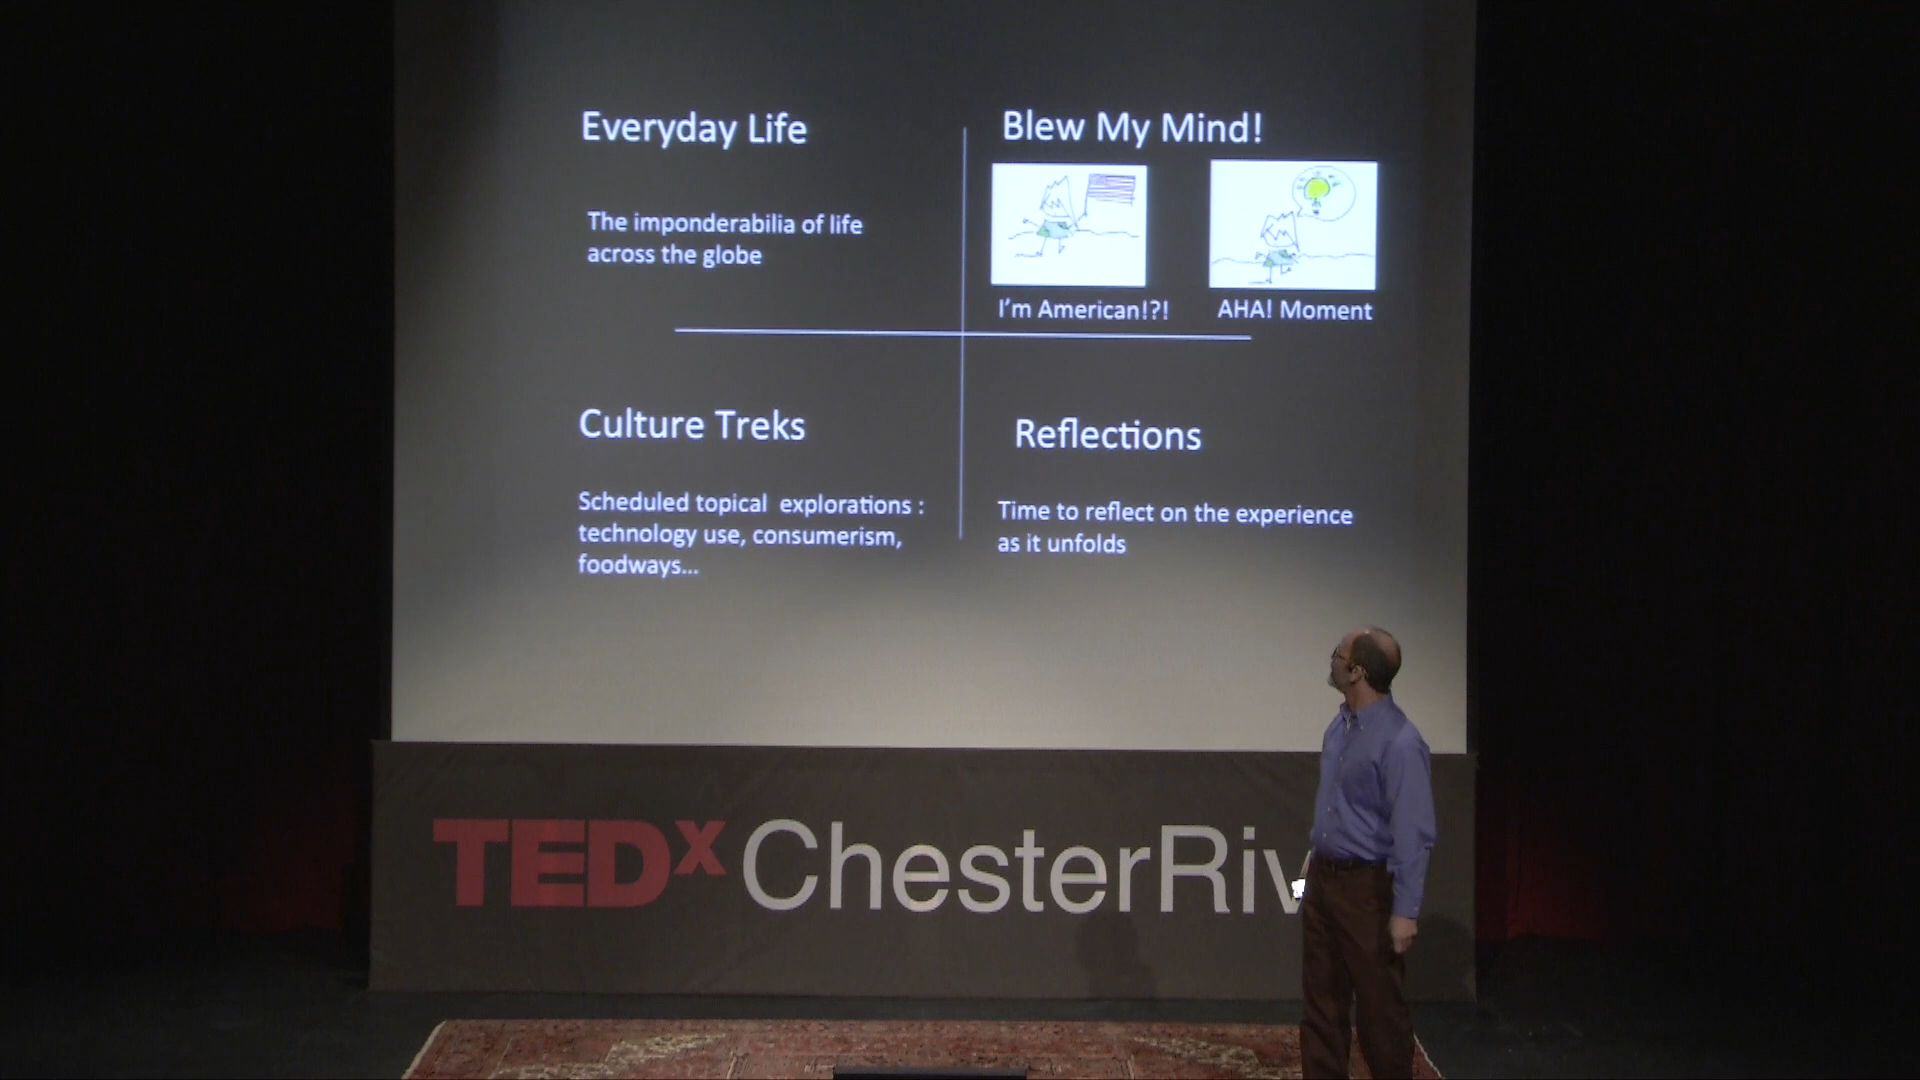 Everyday Life
The imponderabilia of life
across the globe
Blew My Mind!
I'm American!?!
AHA! Moment
Culture Treks
Scheduled topical explorations :
technology use, consumerism,
foodways...
Reflections
Time to reflect on the experience
as it unfolds
TEDx ChesterRiv